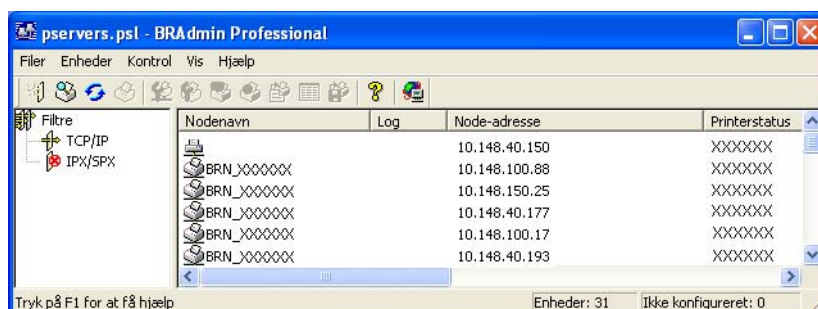 pservers.psl - BRAdmin Professional
Filer Enheder Kontrol Vis Hjælp
Filtre
TCP/IP
IPX/SPX
Nodenavn Log Node-adresse Printerstatus
10.148.40.150 XXXXXX
BRN_XXXXXX 10.148.100.88 XXXXXX
BRN_XXXXXX 10.148.150.25 XXXXXX
BRN_XXXXXX 10.148.40.177 XXXXXX
BRN_XXXXXX 10.148.100.17 XXXXXX
BRN_XXXXXX 10.148.40.193 XXXXXX
Tryk på F1 for at få hjælp Enheder: 31 Ikke konfigureret: 0